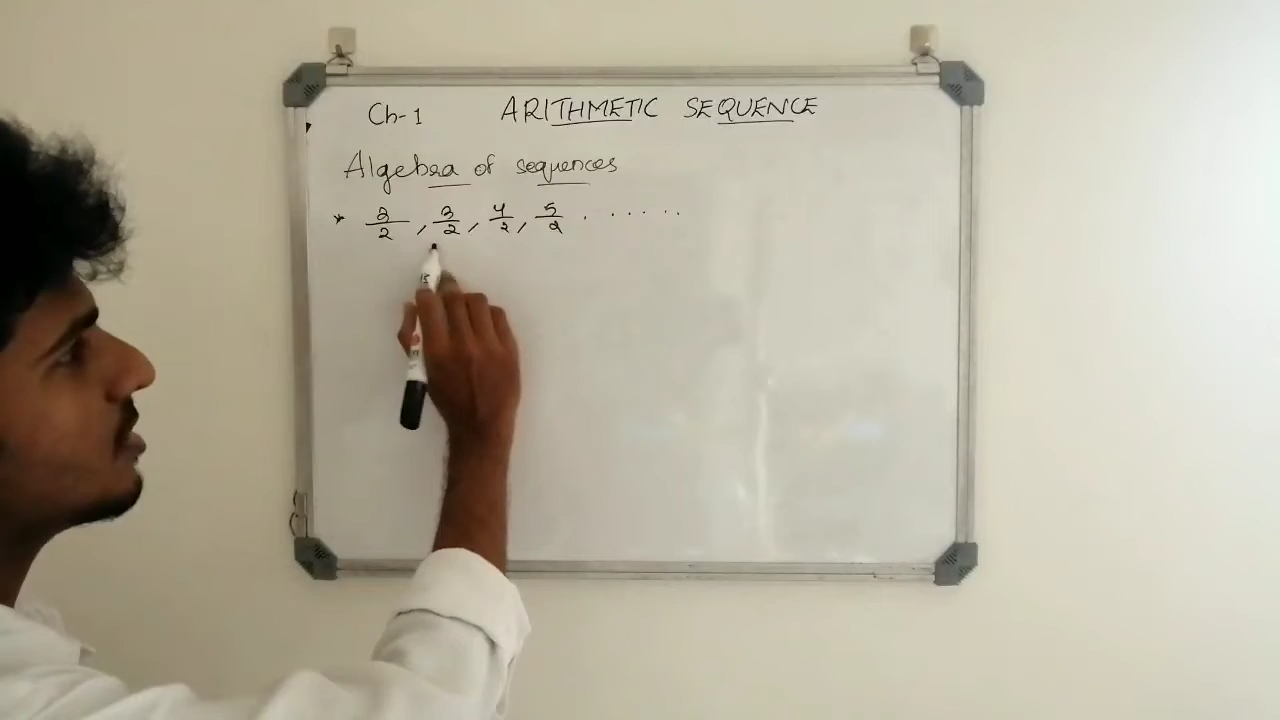 Ch-1 ARITHMETIC SEQUENCE
Algebra of sequences
* 2/2, 3/2, 4/2, 5/2 . . . . . .